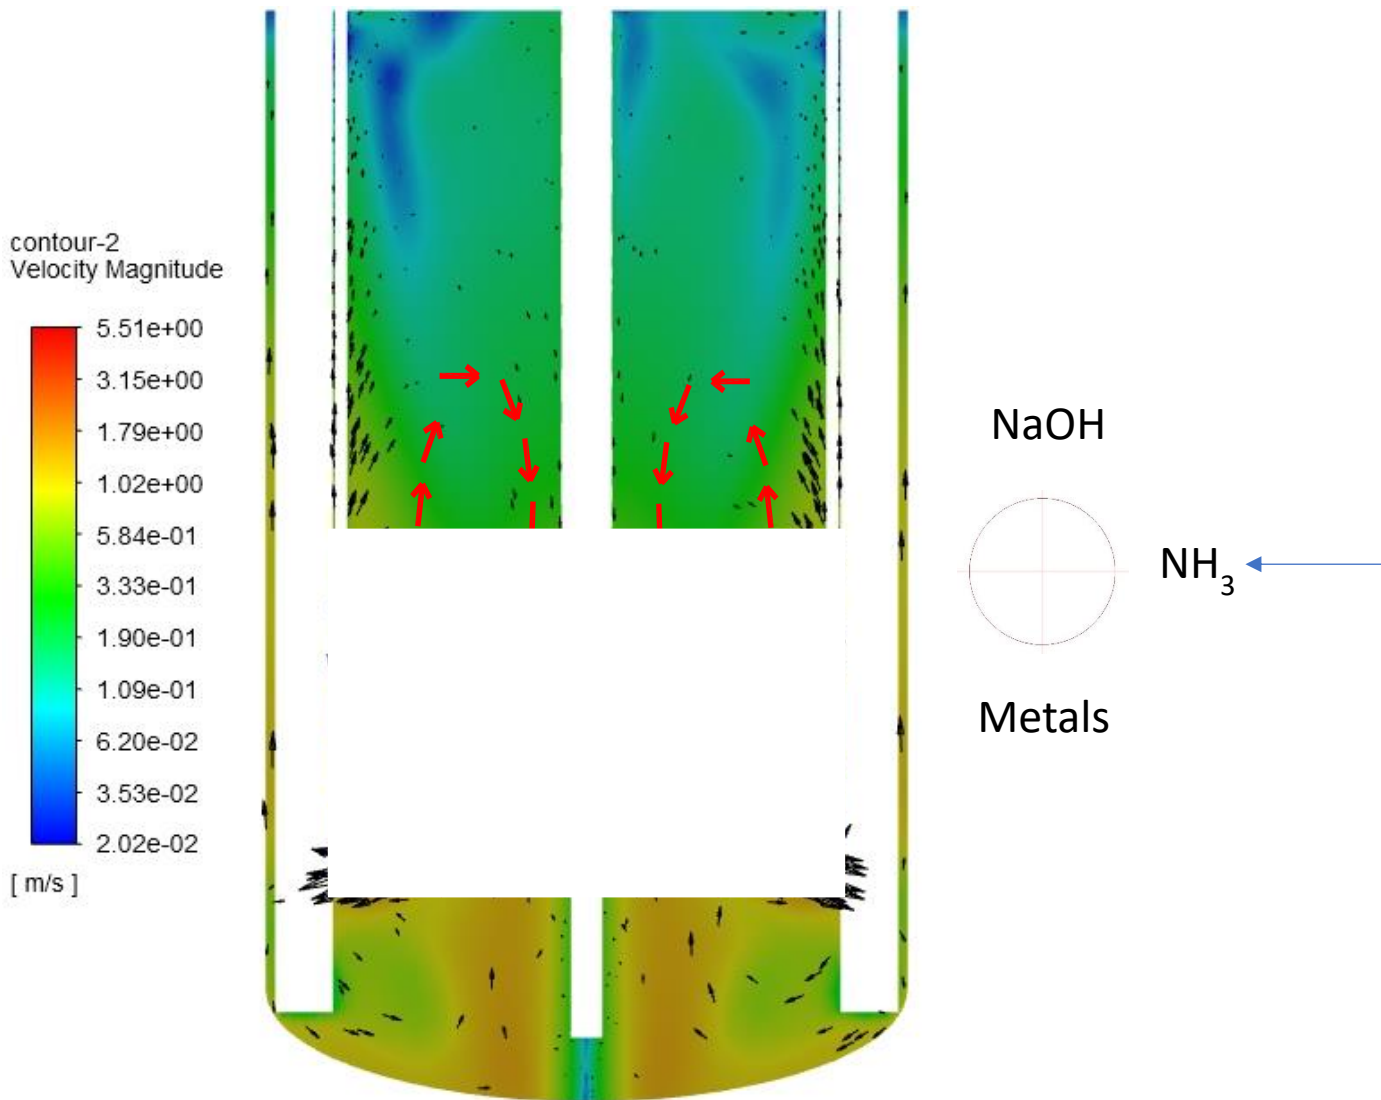 contour-2
Velocity Magnitude
5.51e+00
3.15e+00
1.79e+00
1.02e+00
5.84e-01
3.33e-01
1.90e-01
1.09e-01
6.20e-02
3.53e-02
2.02e-02
[ m/s ]
NaOH
NH3
Metals